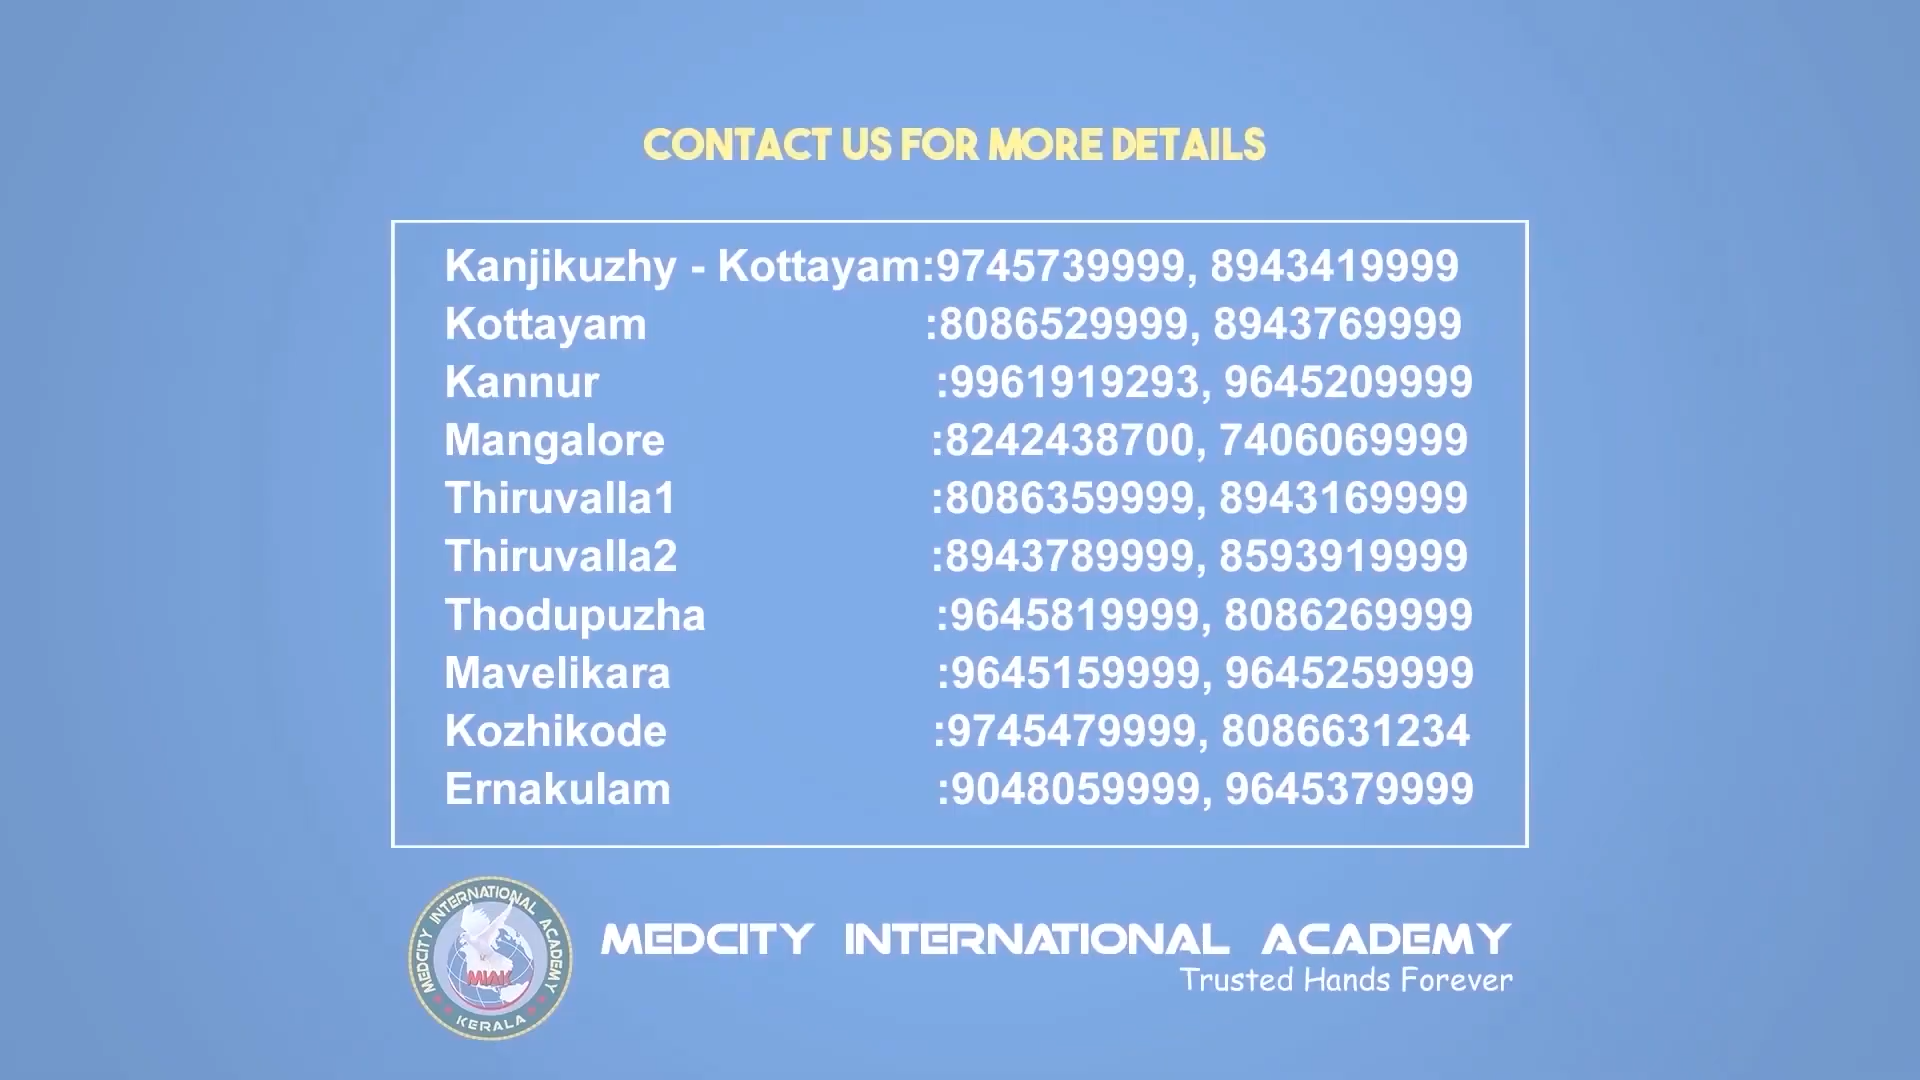 CONTACT US FOR MORE DETAILS
Kanjikuzhy - Kottayam:9745739999, 8943419999
Kottayam :8086529999, 8943769999
Kannur :9961919293, 9645209999
Mangalore :8242438700, 7406069999
Thiruvalla1 :8086359999, 8943169999
Thiruvalla2 :8943789999, 8593919999
Thodupuzha :9645819999, 8086269999
Mavelikara :9645159999, 9645259999
Kozhikode :9745479999, 8086631234
Ernakulam :9048059999, 9645379999
MEDCITY INTERNATIONAL ACADEMY
MIAK
KERALA
MEDCITY INTERNATIONAL ACADEMY
Trusted Hands Forever